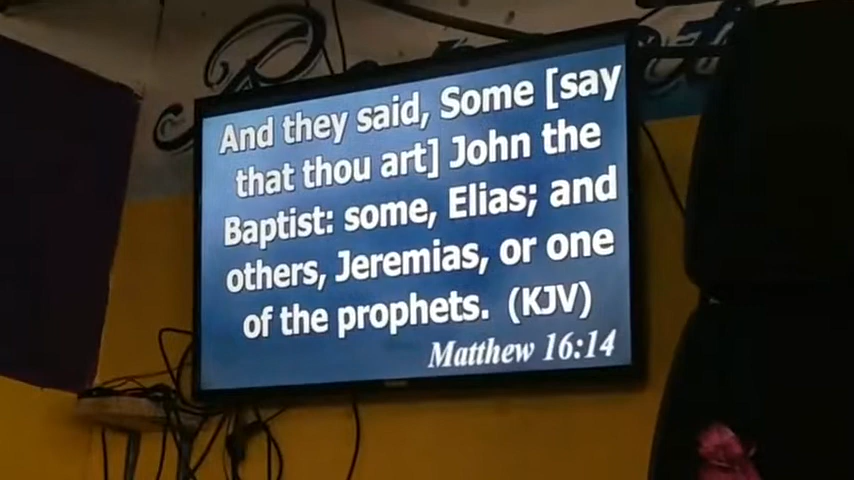 And they said, Some [say
that thou art] John the
Baptist: some, Elias; and
others, Jeremias, or one
of the prophets. (KJV)
Matthew 16:14